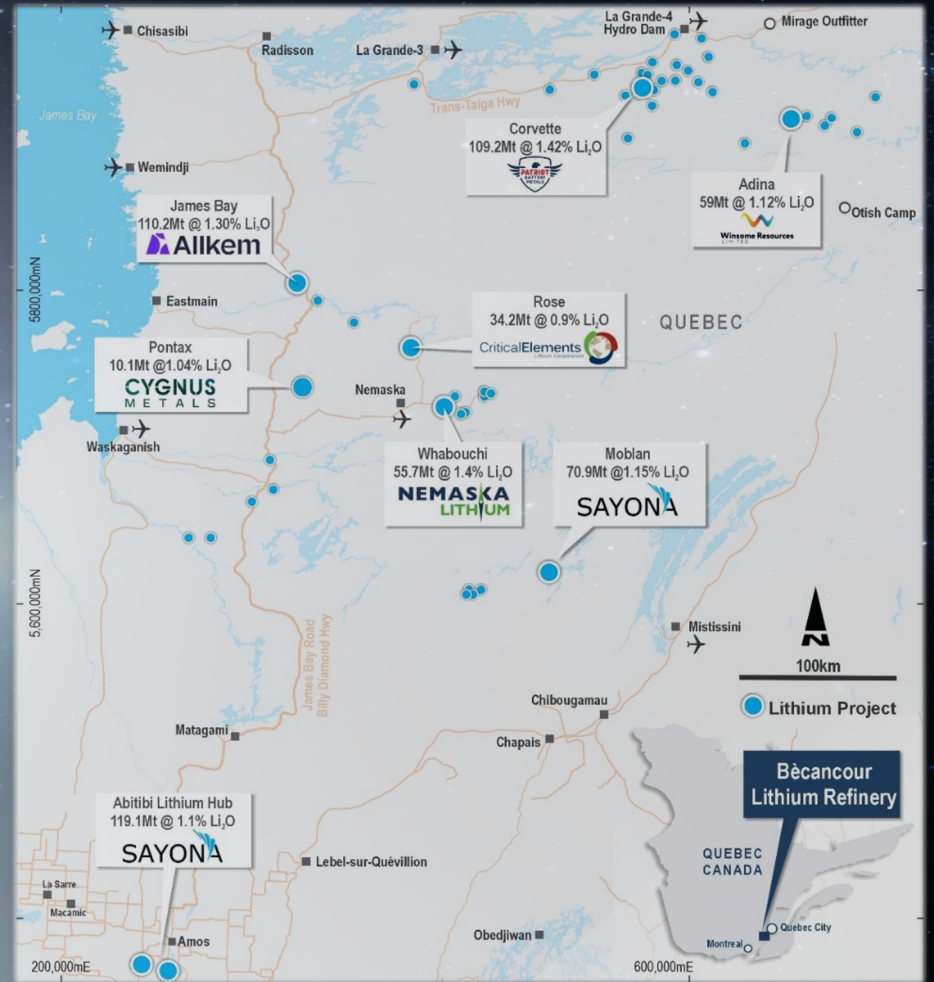 Chisasibi
Radisson
La Grande-3
La Grande-4
Hydro Dam
Mirage Outfitter
James Bay
Trans-Taiga Hwy
Corvette
109.2Mt @ 1.42% Li₂O
PATRIOT
BATTERY
METALS
Wemindji
Adina
59Mt @ 1.12% Li₂O
Winsome Resources
LIMITED
Otish Camp
James Bay
110.2Mt @ 1.30% Li₂O
Allkem
5800,000mN
Eastmain
Rose
34.2Mt @ 0.9% Li₂O
CriticalElements
Lithium Corporation
QUEBEC
Pontax
10.1Mt @1.04% Li₂O
CYGNUS
METALS
Nemaska
Waskaganish
Whabouchi
55.7Mt @ 1.4% Li₂O
NEMASKA
LITHIUM
Moblan
70.9Mt @1.15% Li₂O
SAYONA
5,600,000mN
James Bay Road
Billy Diamond Hwy
Mistissini
N
100km
Lithium Project
Chibougamau
Chapais
Matagami
Bècancour
Lithium Refinery
Abitibi Lithium Hub
119.1Mt @ 1.1% Li₂O
SAYONA
Lebel-sur-Quévillion
QUEBEC
CANADA
La Sarre
Macamic
Amos
Obedjiwan
Quebec City
Montreal
200,000mE
600,000mE